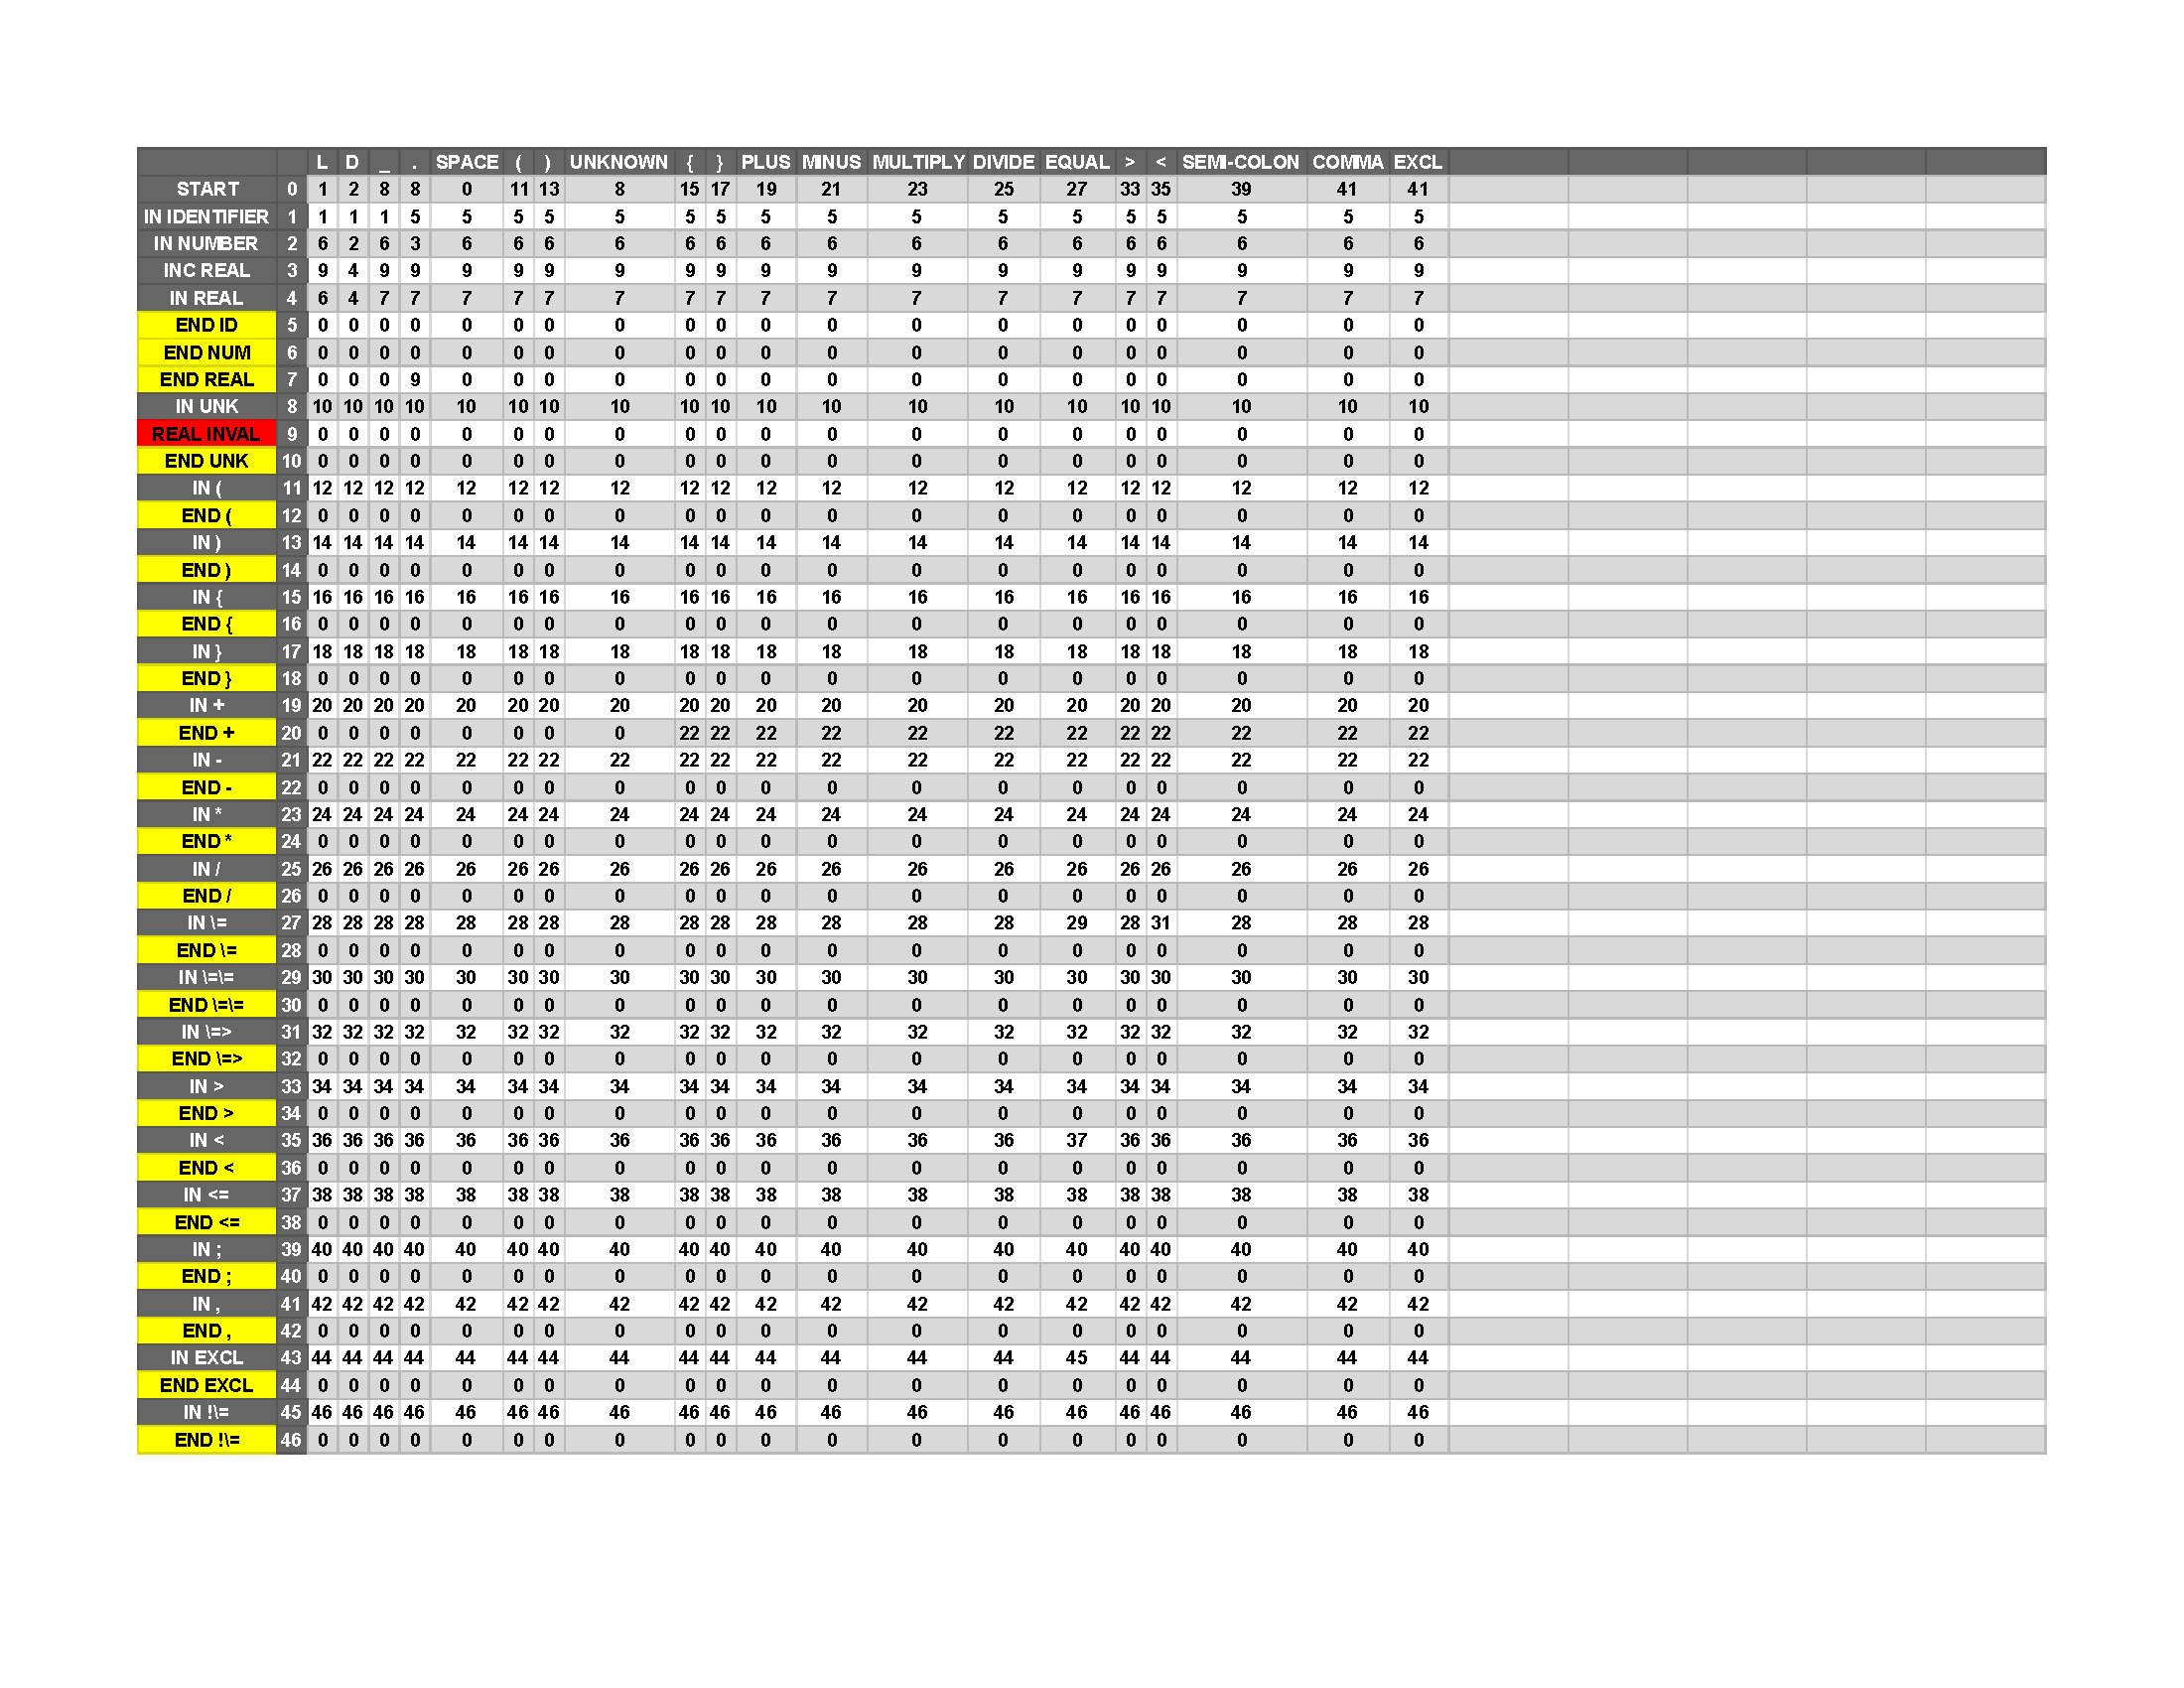 L D _ . SPACE ( ) UNKNOWN { } PLUS MINUS MULTIPLY DIVIDE EQUAL > < SEMI-COLON COMMA EXCL
START 0 1 2 8 8 0 11 13 8 15 17 19 21 23 25 27 33 35 39 41 41
IN IDENTIFIER 1 1 1 1 5 5 5 5 5 5 5 5 5 5 5 5 5 5 5 5 5
IN NUMBER 2 6 2 6 3 6 6 6 6 6 6 6 6 6 6 6 6 6 6 6 6
INC REAL 3 9 4 9 9 9 9 9 9 9 9 9 9 9 9 9 9 9 9 9 9
IN REAL 4 6 4 7 7 7 7 7 7 7 7 7 7 7 7 7 7 7 7 7 7
END ID 5 0 0 0 0 0 0 0 0 0 0 0 0 0 0 0 0 0 0 0 0
END NUM 6 0 0 0 0 0 0 0 0 0 0 0 0 0 0 0 0 0 0 0 0
END REAL 7 0 0 0 9 0 0 0 0 0 0 0 0 0 0 0 0 0 0 0 0
IN UNK 8 10 10 10 10 10 10 10 10 10 10 10 10 10 10 10 10 10 10 10 10
REAL INVAL 9 0 0 0 0 0 0 0 0 0 0 0 0 0 0 0 0 0 0 0 0
END UNK 10 0 0 0 0 0 0 0 0 0 0 0 0 0 0 0 0 0 0 0 0
IN ( 11 12 12 12 12 12 12 12 12 12 12 12 12 12 12 12 12 12 12 12 12
END ( 12 0 0 0 0 0 0 0 0 0 0 0 0 0 0 0 0 0 0 0 0
IN ) 13 14 14 14 14 14 14 14 14 14 14 14 14 14 14 14 14 14 14 14 14
END ) 14 0 0 0 0 0 0 0 0 0 0 0 0 0 0 0 0 0 0 0 0
IN { 15 16 16 16 16 16 16 16 16 16 16 16 16 16 16 16 16 16 16 16 16
END { 16 0 0 0 0 0 0 0 0 0 0 0 0 0 0 0 0 0 0 0 0
IN } 17 18 18 18 18 18 18 18 18 18 18 18 18 18 18 18 18 18 18 18 18
END } 18 0 0 0 0 0 0 0 0 0 0 0 0 0 0 0 0 0 0 0 0
IN + 19 20 20 20 20 20 20 20 20 20 20 20 20 20 20 20 20 20 20 20 20
END + 20 0 0 0 0 0 0 0 0 22 22 22 22 22 22 22 22 22 22 22 22
IN - 21 22 22 22 22 22 22 22 22 22 22 22 22 22 22 22 22 22 22 22 22
END - 22 0 0 0 0 0 0 0 0 0 0 0 0 0 0 0 0 0 0 0 0
IN * 23 24 24 24 24 24 24 24 24 24 24 24 24 24 24 24 24 24 24 24 24
END * 24 0 0 0 0 0 0 0 0 0 0 0 0 0 0 0 0 0 0 0 0
IN / 25 26 26 26 26 26 26 26 26 26 26 26 26 26 26 26 26 26 26 26 26
END / 26 0 0 0 0 0 0 0 0 0 0 0 0 0 0 0 0 0 0 0 0
IN \= 27 28 28 28 28 28 28 28 28 28 28 28 28 28 28 29 28 31 28 28 28
END \= 28 0 0 0 0 0 0 0 0 0 0 0 0 0 0 0 0 0 0 0 0
IN \=\= 29 30 30 30 30 30 30 30 30 30 30 30 30 30 30 30 30 30 30 30 30
END \=\= 30 0 0 0 0 0 0 0 0 0 0 0 0 0 0 0 0 0 0 0 0
IN \=> 31 32 32 32 32 32 32 32 32 32 32 32 32 32 32 32 32 32 32 32 32
END \=> 32 0 0 0 0 0 0 0 0 0 0 0 0 0 0 0 0 0 0 0 0
IN > 33 34 34 34 34 34 34 34 34 34 34 34 34 34 34 34 34 34 34 34 34
END > 34 0 0 0 0 0 0 0 0 0 0 0 0 0 0 0 0 0 0 0 0
IN < 35 36 36 36 36 36 36 36 36 36 36 36 36 36 36 37 36 36 36 36 36
END < 36 0 0 0 0 0 0 0 0 0 0 0 0 0 0 0 0 0 0 0 0
IN <= 37 38 38 38 38 38 38 38 38 38 38 38 38 38 38 38 38 38 38 38 38
END <= 38 0 0 0 0 0 0 0 0 0 0 0 0 0 0 0 0 0 0 0 0
IN ; 39 40 40 40 40 40 40 40 40 40 40 40 40 40 40 40 40 40 40 40 40
END ; 40 0 0 0 0 0 0 0 0 0 0 0 0 0 0 0 0 0 0 0 0
IN , 41 42 42 42 42 42 42 42 42 42 42 42 42 42 42 42 42 42 42 42 42
END , 42 0 0 0 0 0 0 0 0 0 0 0 0 0 0 0 0 0 0 0 0
IN EXCL 43 44 44 44 44 44 44 44 44 44 44 44 44 44 44 45 44 44 44 44 44
END EXCL 44 0 0 0 0 0 0 0 0 0 0 0 0 0 0 0 0 0 0 0 0
IN !\= 45 46 46 46 46 46 46 46 46 46 46 46 46 46 46 46 46 46 46 46 46
END !\= 46 0 0 0 0 0 0 0 0 0 0 0 0 0 0 0 0 0 0 0 0